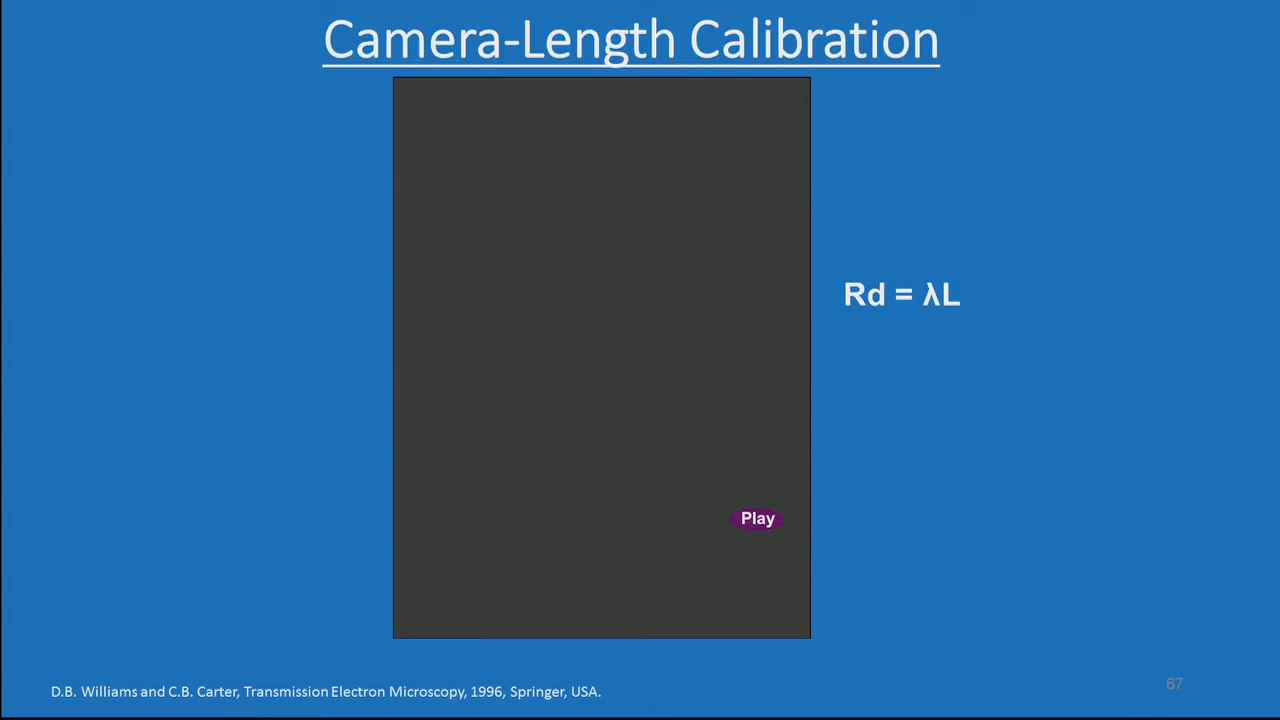 Camera-Length Calibration
Rd = λL
Play
D.B. Williams and C.B. Carter, Transmission Electron Microscopy, 1996, Springer, USA.
67